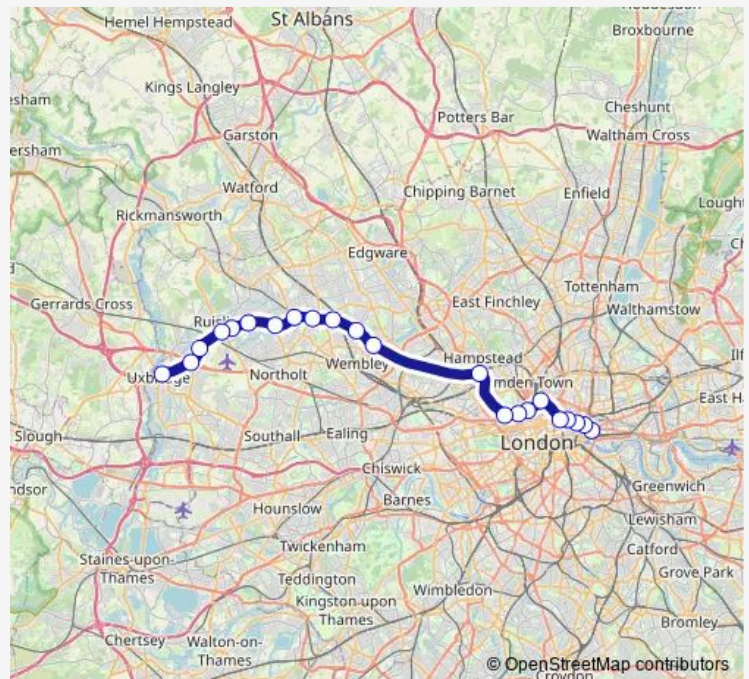 Hemel Hempstead
St Albans
Broxbourne
Kings Langley
Cheshunt
Potters Bar
Waltham Cross
Garston
Watford
Chipping Barnet
Enfield
Rickmansworth
Edgware
Tottenham
East Finchley
Gerrards Cross
Walthamstow
Hampstead
Wembley
Northolt
London
Slough
Southall
Ealing
Chiswick
Greenwich
Barnes
Hounslow
Lewisham
Twickenham
Catford
Staines-upon-
Thames
Teddington
Grove Park
Wimbledon
Kingston upon
Thames
Bromley
Chertsey
Walton-on-
Thames
© OpenStreetMap contributors